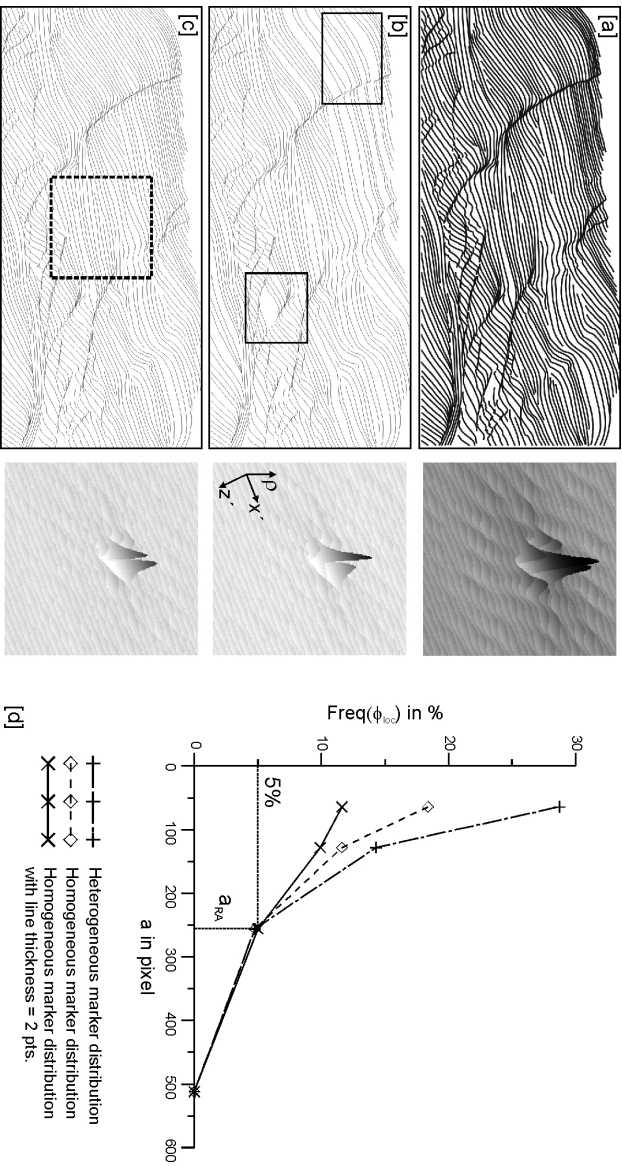 [a]
[b]
[c]
ρ
x´
z´
Freq(ϕloc) in %
30
20
10
0
5%
aRA
0
100
200
300
400
500
600
a in pixel
[d]
Heterogeneous marker distribution
Homogeneous marker distribution
Homogeneous marker distribution
with line thickness = 2 pts.